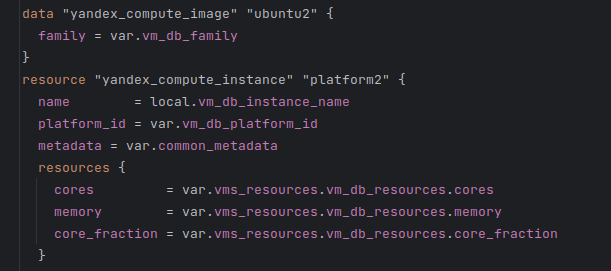 data "yandex_compute_image" "ubuntu2" {
  family = var.vm_db_family
}
resource "yandex_compute_instance" "platform2" {
  name        = local.vm_db_instance_name
  platform_id = var.vm_db_platform_id
  metadata = var.common_metadata
  resources {
    cores         = var.vms_resources.vm_db_resources.cores
    memory        = var.vms_resources.vm_db_resources.memory
    core_fraction = var.vms_resources.vm_db_resources.core_fraction
  }